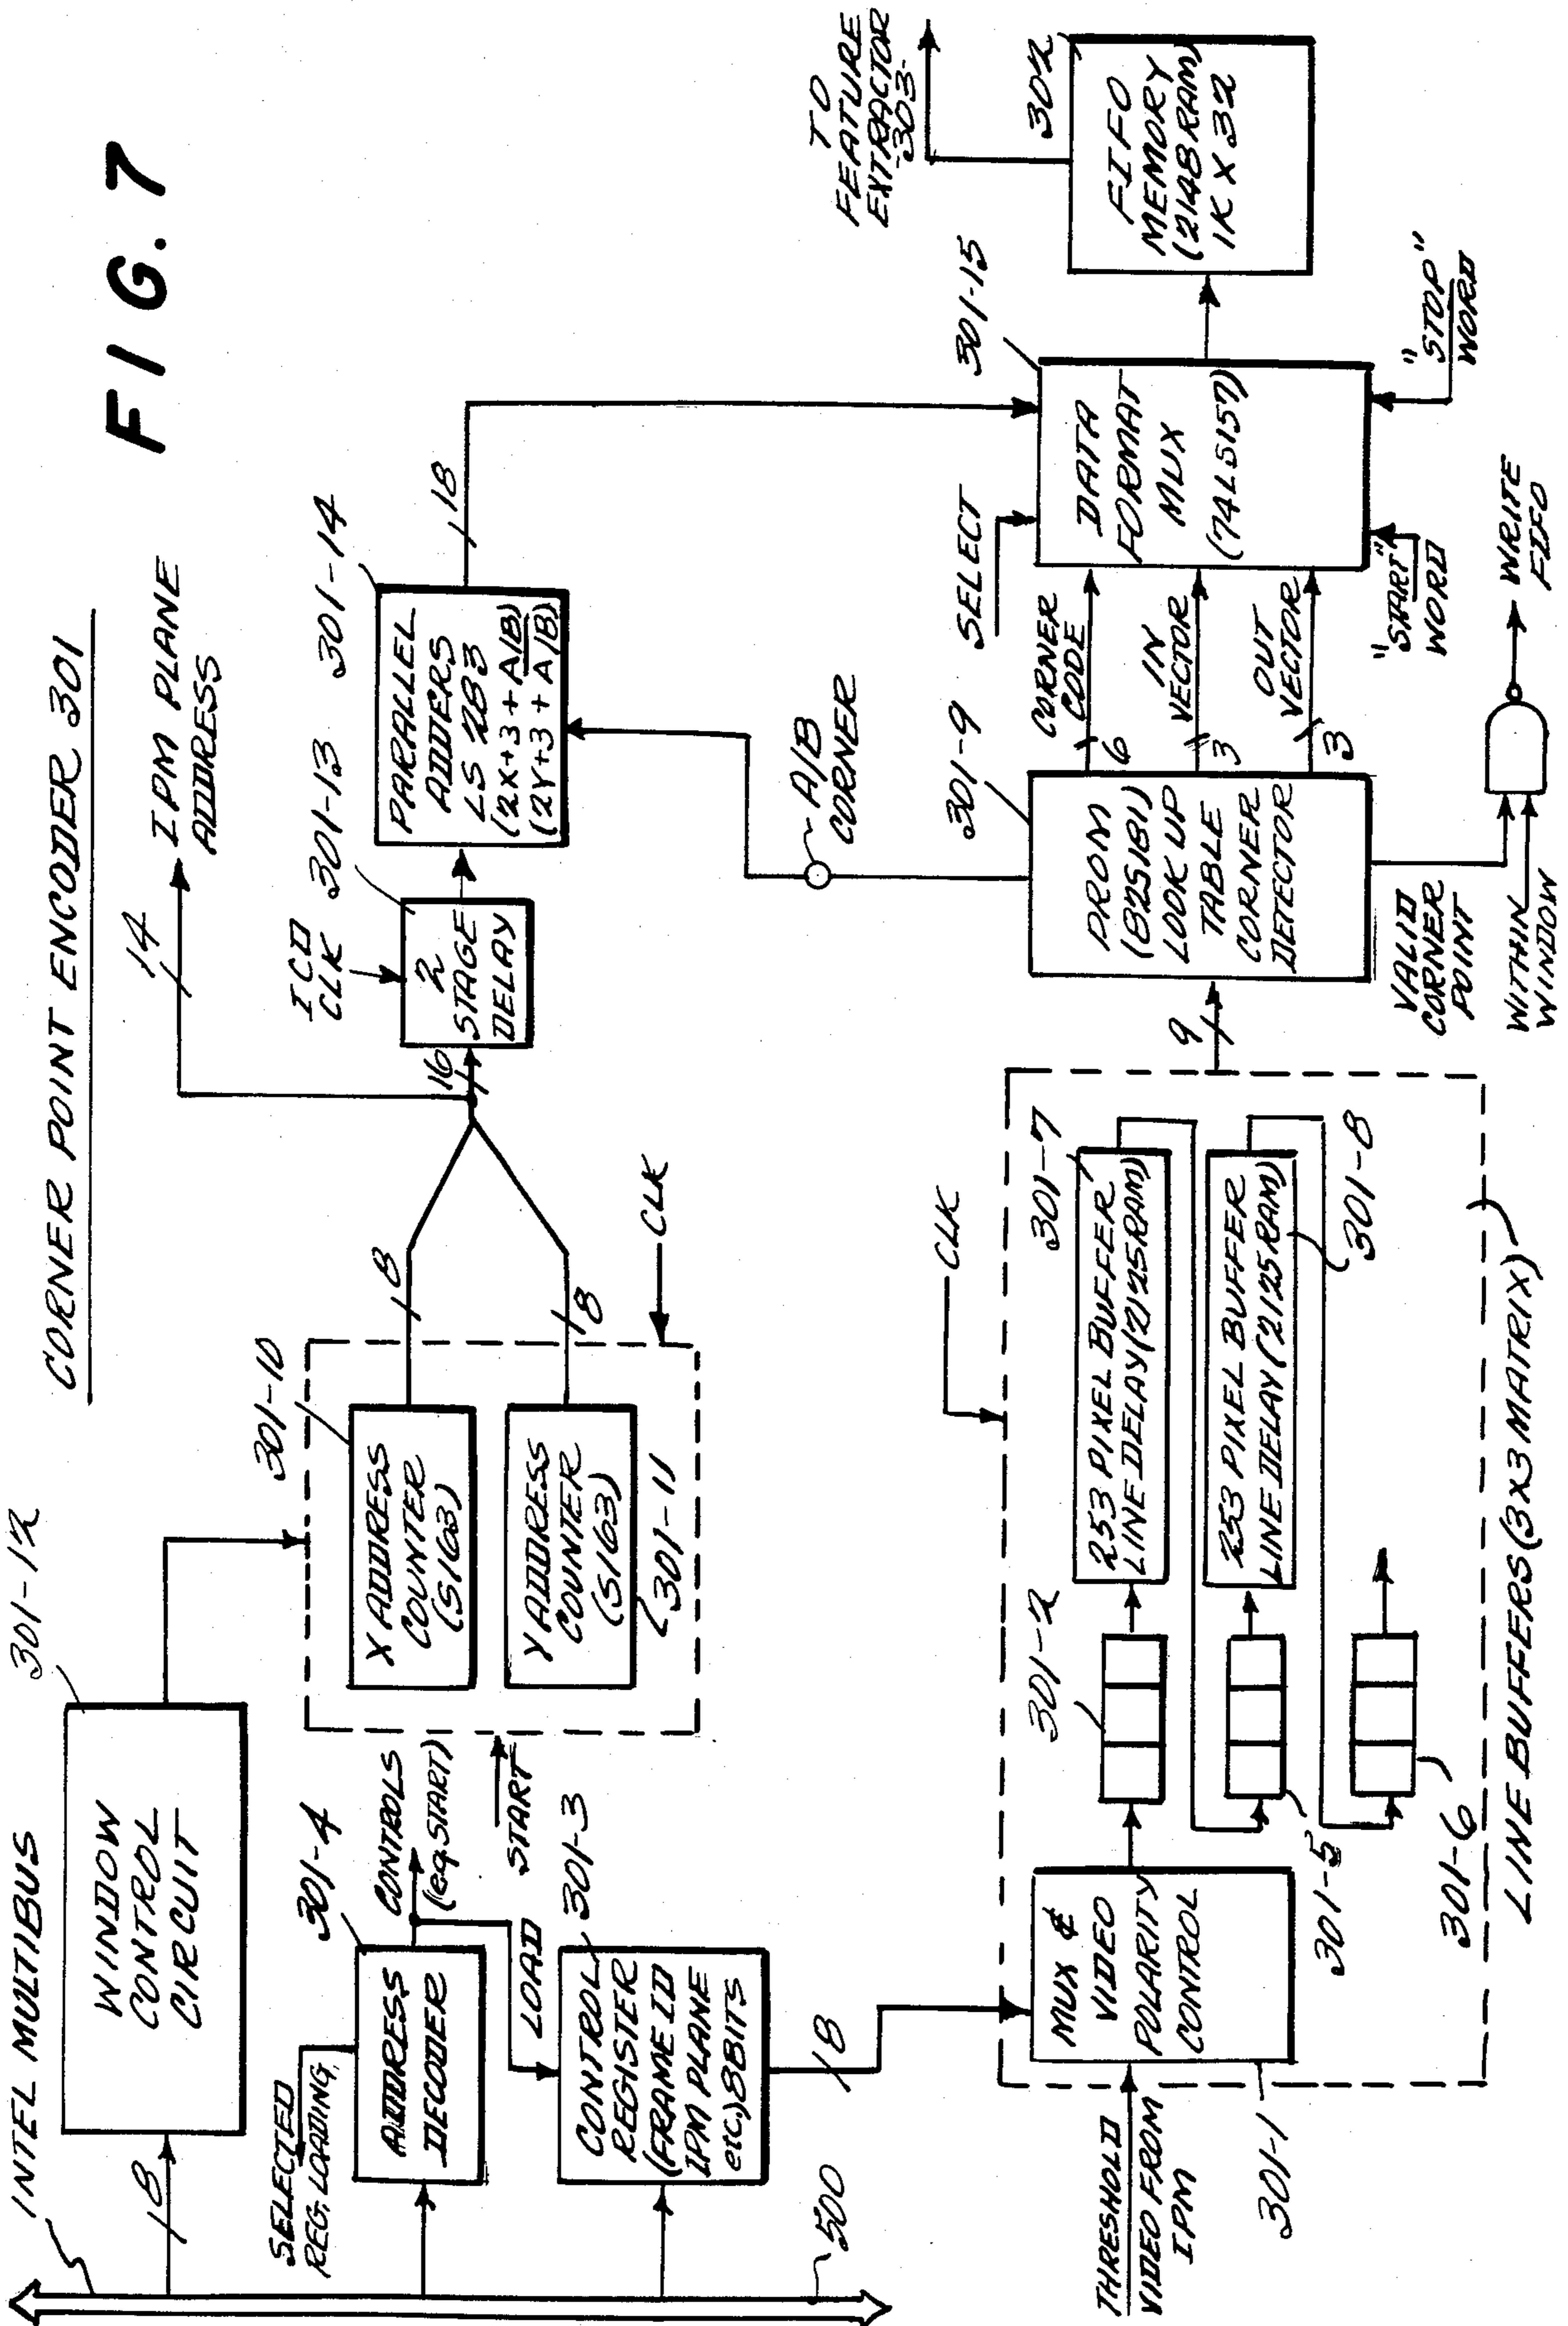 FIG. 7
CORNER POINT ENCODER 301
INTEL MULTIBUS
301-12
WINDOW
CONTROL
CIRCUIT
8
SELECTED
REG. LOADING
301-4
ADDRESS
DECODER
CONTROLS
(eg. START)
LOAD
301-3
CONTROL
REGISTER
(FRAME ID
IPM PLANE
etc.) 8 BITS
8
500
START
301-10
X ADDRESS
COUNTER
(S163)
Y ADDRESS
COUNTER
(S163)
301-11
8
8
CLK
14
IPM PLANE
ADDRESS
16
ICD
CLK
301-13
2
STAGE
DELAY
301-14
PARALLEL
ADDERS
LS 283
(2X+3+A/B)
(2Y+3+A/B)
18
A/B
CORNER
THRESHOLD
VIDEO FROM
IPM
301-1
MUX &
VIDEO
POLARITY
CONTROL
CLK
301-2
301-7
253 PIXEL BUFFER
LINE DELAY (2125 RAM)
253 PIXEL BUFFER
LINE DELAY (2125 RAM)
301-8
301-5
301-6
LINE BUFFERS (3X3 MATRIX)
9
301-9
PROM
(82S181)
LOOK UP
TABLE
CORNER
DETECTOR
CORNER
CODE
6
IN
VECTOR
3
OUT
VECTOR
3
VALID
CORNER
POINT
WITHIN
WINDOW
WRITE
FIFO
SELECT
301-15
DATA
FORMAT
MUX
(74LS157)
"START"
WORD
"STOP"
WORD
302
FIFO
MEMORY
(2148 RAM)
1K X 32
TO
FEATURE
EXTRACTOR
303